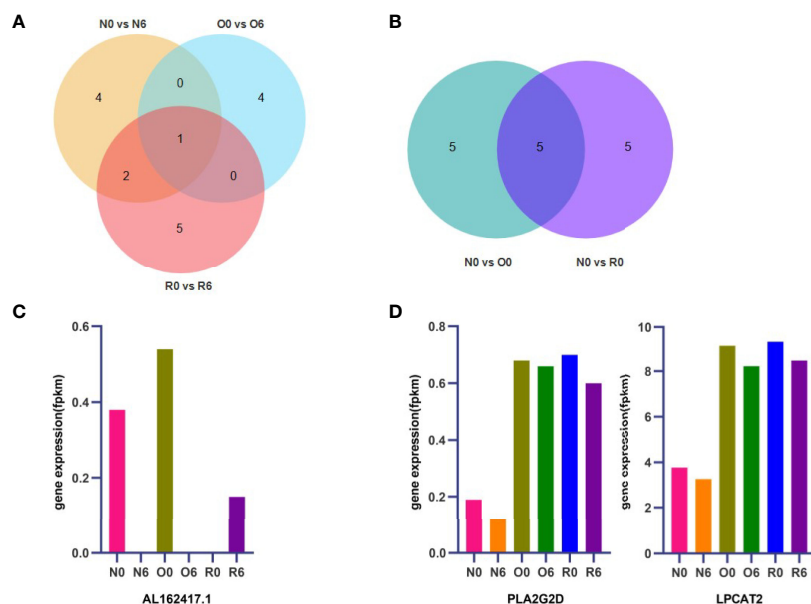 A
N0 vs N6
O0 vs O6
4
0
4
1
2
0
5
R0 vs R6
B
5
5
5
N0 vs O0
N0 vs R0
C
gene expression(fpkm)
0.6
0.4
0.2
0.0
N0 N6 O0 O6 R0 R6
AL162417.1
D
gene expression(fpkm)
0.8
0.6
0.4
0.2
0.0
N0 N6 O0 O6 R0 R6
PLA2G2D
gene expression(fpkm)
10
8
6
4
2
0
N0 N6 O0 O6 R0 R6
LPCAT2